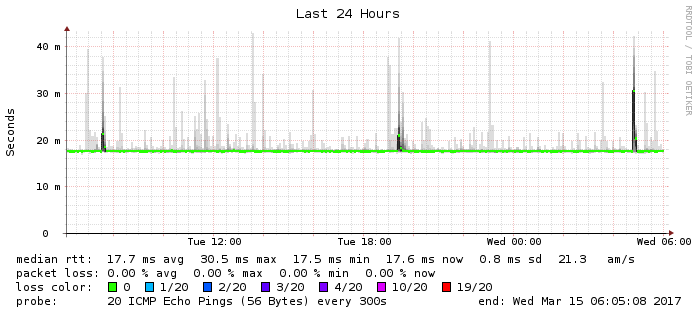 Last 24 Hours
RRDTOOL / TOBI OETIKER
Seconds
40 m
30 m
20 m
10 m
0
Tue 12:00 Tue 18:00 Wed 00:00 Wed 06:00
median rtt: 17.7 ms avg 30.5 ms max 17.5 ms min 17.6 ms now 0.8 ms sd 21.3 am/s
packet loss: 0.00 % avg 0.00 % max 0.00 % min 0.00 % now
loss color: 0 1/20 2/20 3/20 4/20 10/20 19/20
probe: 20 ICMP Echo Pings (56 Bytes) every 300s end: Wed Mar 15 06:05:08 2017